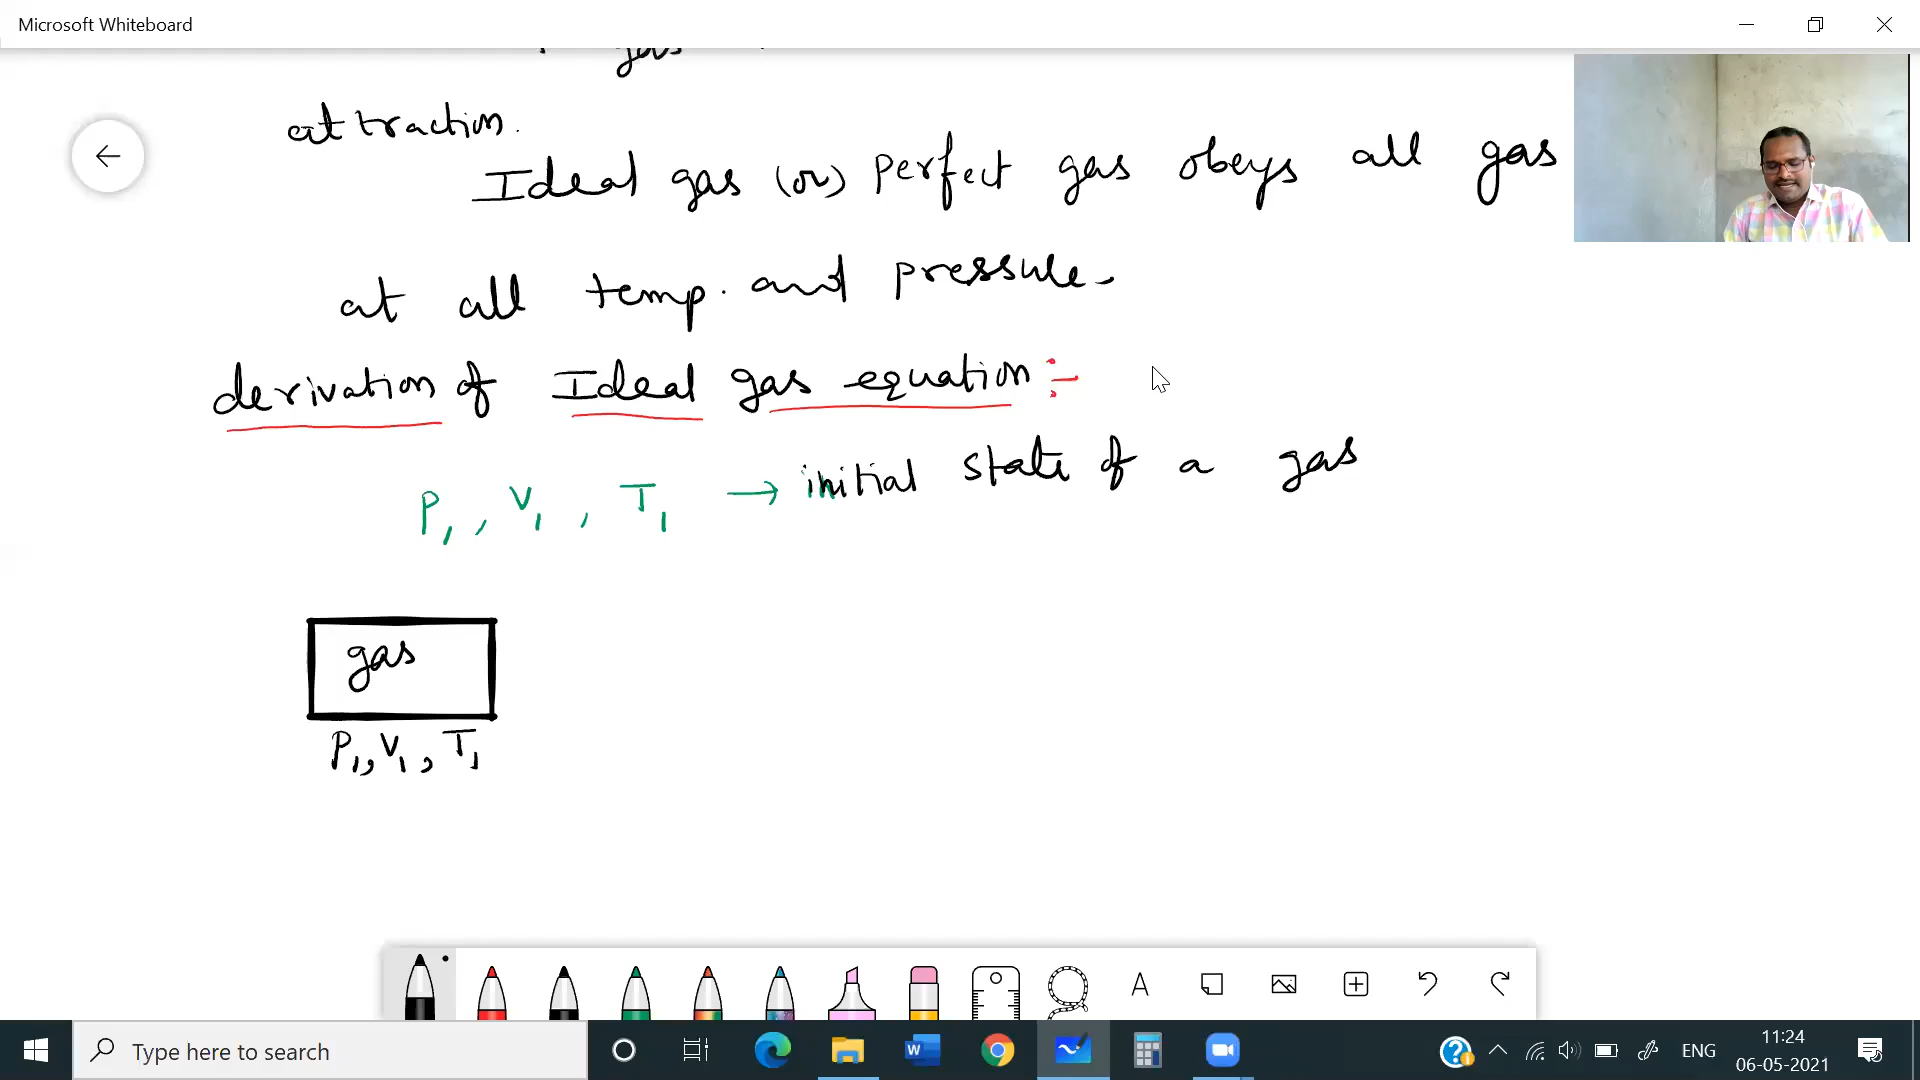 Microsoft Whiteboard
gas
attraction.
Ideal gas (or) perfect gas obeys all gas
at all temp. and pressure.
derivation of Ideal gas equation :-
P1, V1, T1 → initial state of a gas
gas
P1, V1, T1
Type here to search
ENG
11:24
06-05-2021